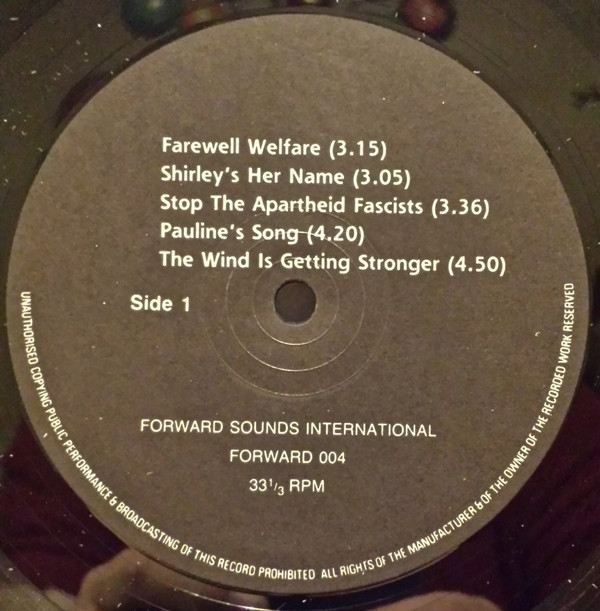 Farewell Welfare (3.15)
Shirley's Her Name (3.05)
Stop The Apartheid Fascists (3.36)
Pauline's Song (4.20)
The Wind Is Getting Stronger (4.50)
Side 1
FORWARD SOUNDS INTERNATIONAL
FORWARD 004
33 1/3 RPM
UNAUTHORISED COPYING PUBLIC PERFORMANCE & BROADCASTING OF THIS RECORD PROHIBITED ALL RIGHTS OF THE MANUFACTURER & OF THE OWNER OF THE RECORDED WORK RESERVED